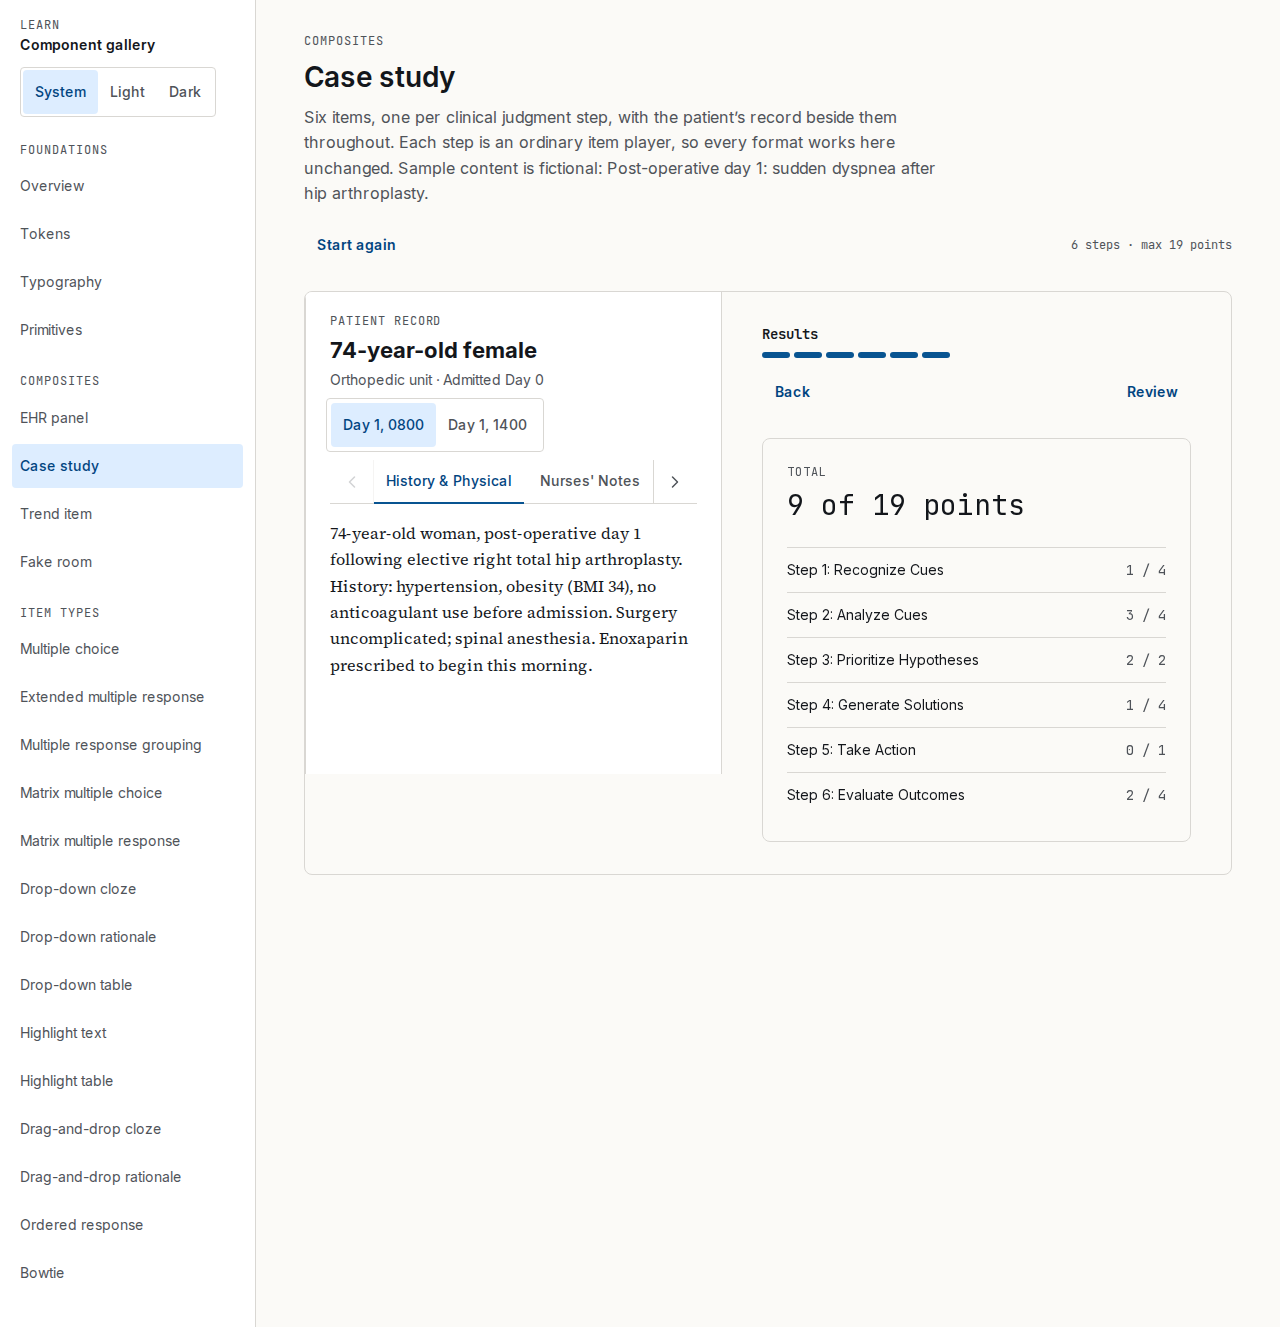 LEARN
Component gallery
System Light Dark
FOUNDATIONS
Overview
Tokens
Typography
Primitives
COMPOSITES
EHR panel
Case study
Trend item
Fake room
ITEM TYPES
Multiple choice
Extended multiple response
Multiple response grouping
Matrix multiple choice
Matrix multiple response
Drop-down cloze
Drop-down rationale
Drop-down table
Highlight text
Highlight table
Drag-and-drop cloze
Drag-and-drop rationale
Ordered response
Bowtie
COMPOSITES
Case study
Six items, one per clinical judgment step, with the patient’s record beside them
throughout. Each step is an ordinary item player, so every format works here
unchanged. Sample content is fictional: Post-operative day 1: sudden dyspnea after
hip arthroplasty.
Start again
6 steps · max 19 points
PATIENT RECORD
74-year-old female
Orthopedic unit · Admitted Day 0
Day 1, 0800 Day 1, 1400
History & Physical Nurses' Notes
74-year-old woman, post-operative day 1
following elective right total hip arthroplasty.
History: hypertension, obesity (BMI 34), no
anticoagulant use before admission. Surgery
uncomplicated; spinal anesthesia. Enoxaparin
prescribed to begin this morning.
Results
Back Review
TOTAL
9 of 19 points
Step 1: Recognize Cues 1 / 4
Step 2: Analyze Cues 3 / 4
Step 3: Prioritize Hypotheses 2 / 2
Step 4: Generate Solutions 1 / 4
Step 5: Take Action 0 / 1
Step 6: Evaluate Outcomes 2 / 4